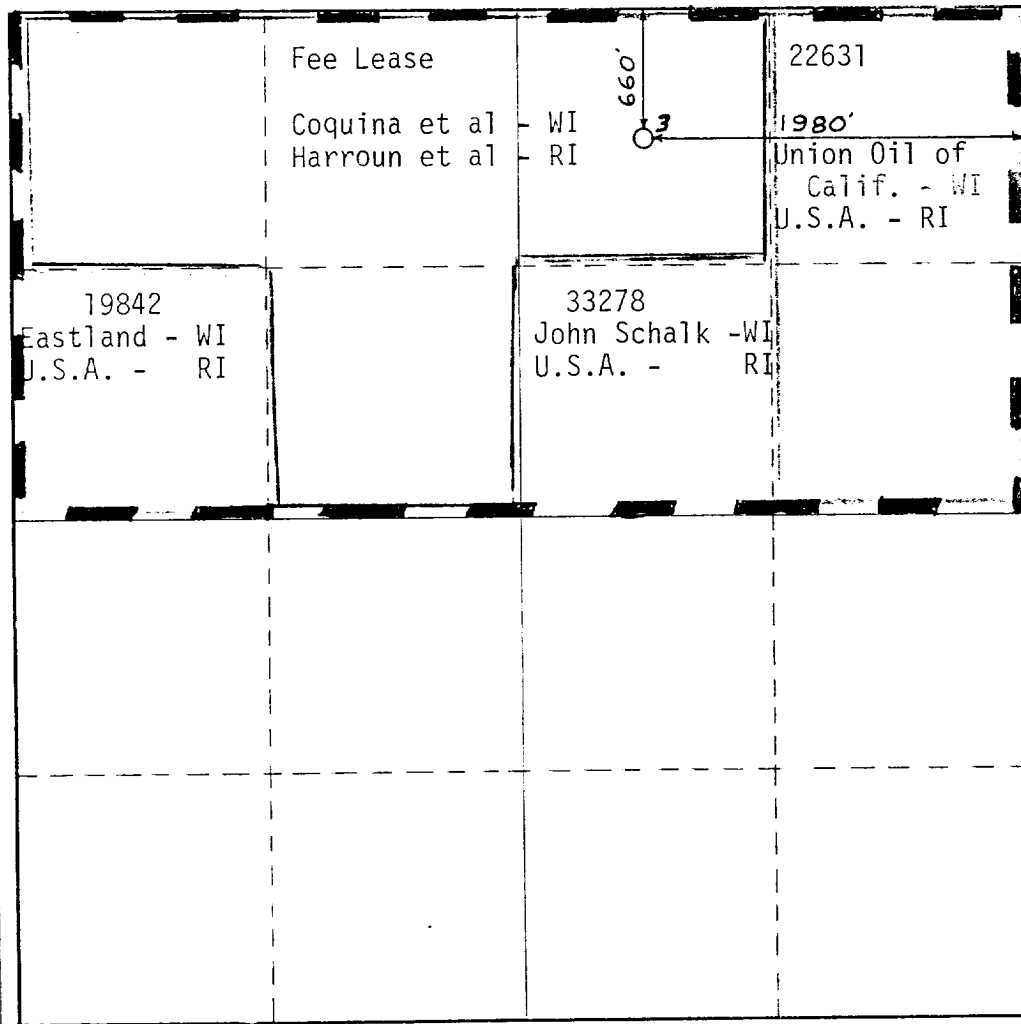 Fee Lease
Coquina et al - WI
Harroun et al - RI
660'
3
22631
1980'
Union Oil of
Calif. - WI
U.S.A. - RI
19842
Eastland - WI
U.S.A. - RI
33278
John Schalk -WI
U.S.A. - RI